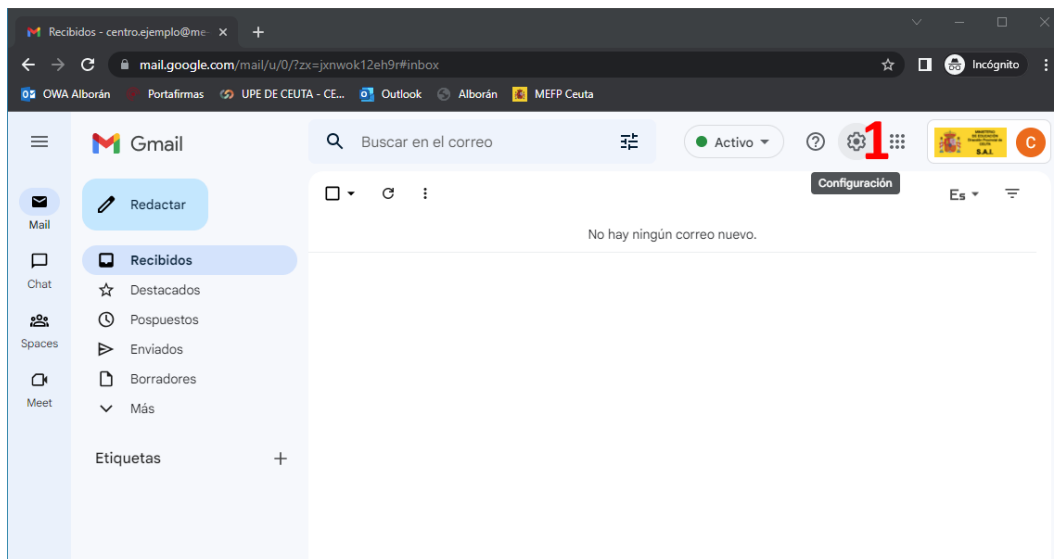 Recibidos - centro.ejemplo@me-
mail.google.com/mail/u/0/?zx=jxnwok12eh9r#inbox
Incógnito
OWA Alborán
Portafirmas
UPE DE CEUTA - CE...
Outlook
Alborán
MEFP Ceuta
Gmail
Buscar en el correo
Activo
1
S.A.I.
C
Configuración
Mail
Redactar
Es
No hay ningún correo nuevo.
Chat
Recibidos
Destacados
Spaces
Pospuestos
Enviados
Meet
Borradores
Más
Etiquetas